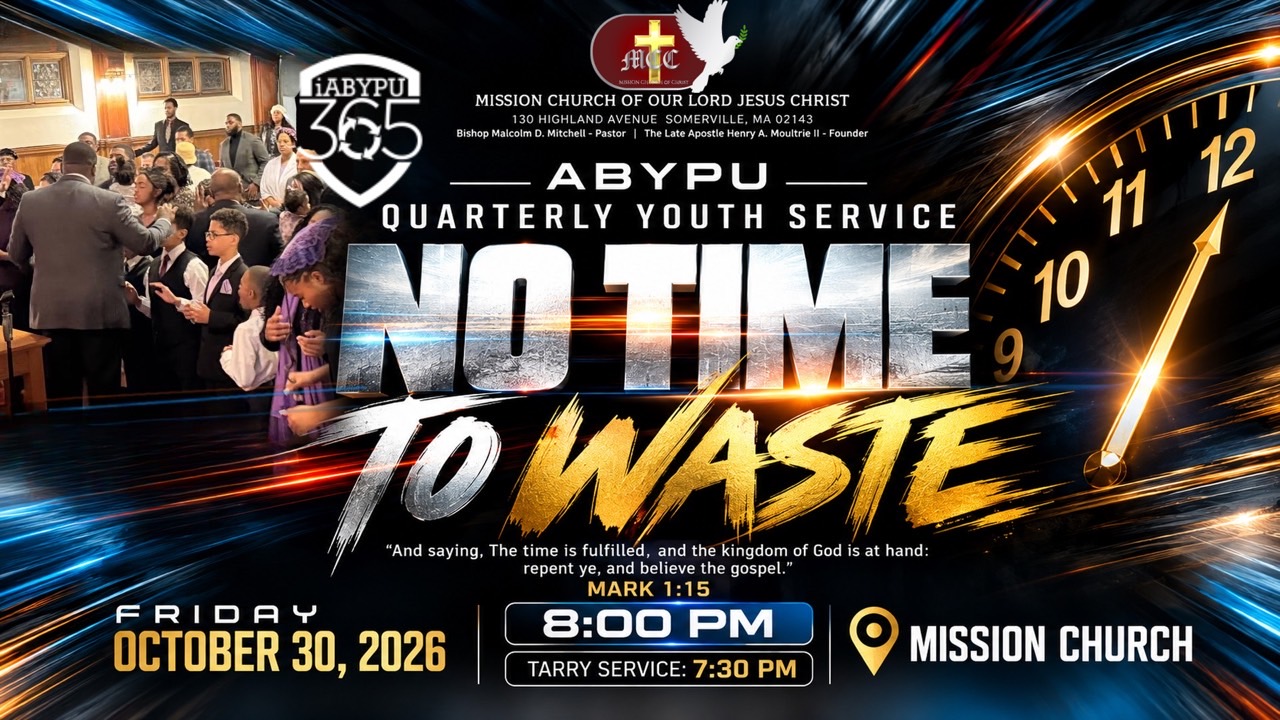 iABYPU
365
MCC
MISSION CHURCH OF CHRIST
MISSION CHURCH OF OUR LORD JESUS CHRIST
130 HIGHLAND AVENUE SOMERVILLE, MA 02143
Bishop Malcolm D. Mitchell - Pastor | The Late Apostle Henry A. Moultrie II - Founder
ABYPU
QUARTERLY YOUTH SERVICE
NO TIME
TO WASTE
12
11
10
9
“And saying, The time is fulfilled, and the kingdom of God is at hand:
repent ye, and believe the gospel.”
MARK 1:15
FRIDAY
OCTOBER 30, 2026
8:00 PM
TARRY SERVICE: 7:30 PM
MISSION CHURCH